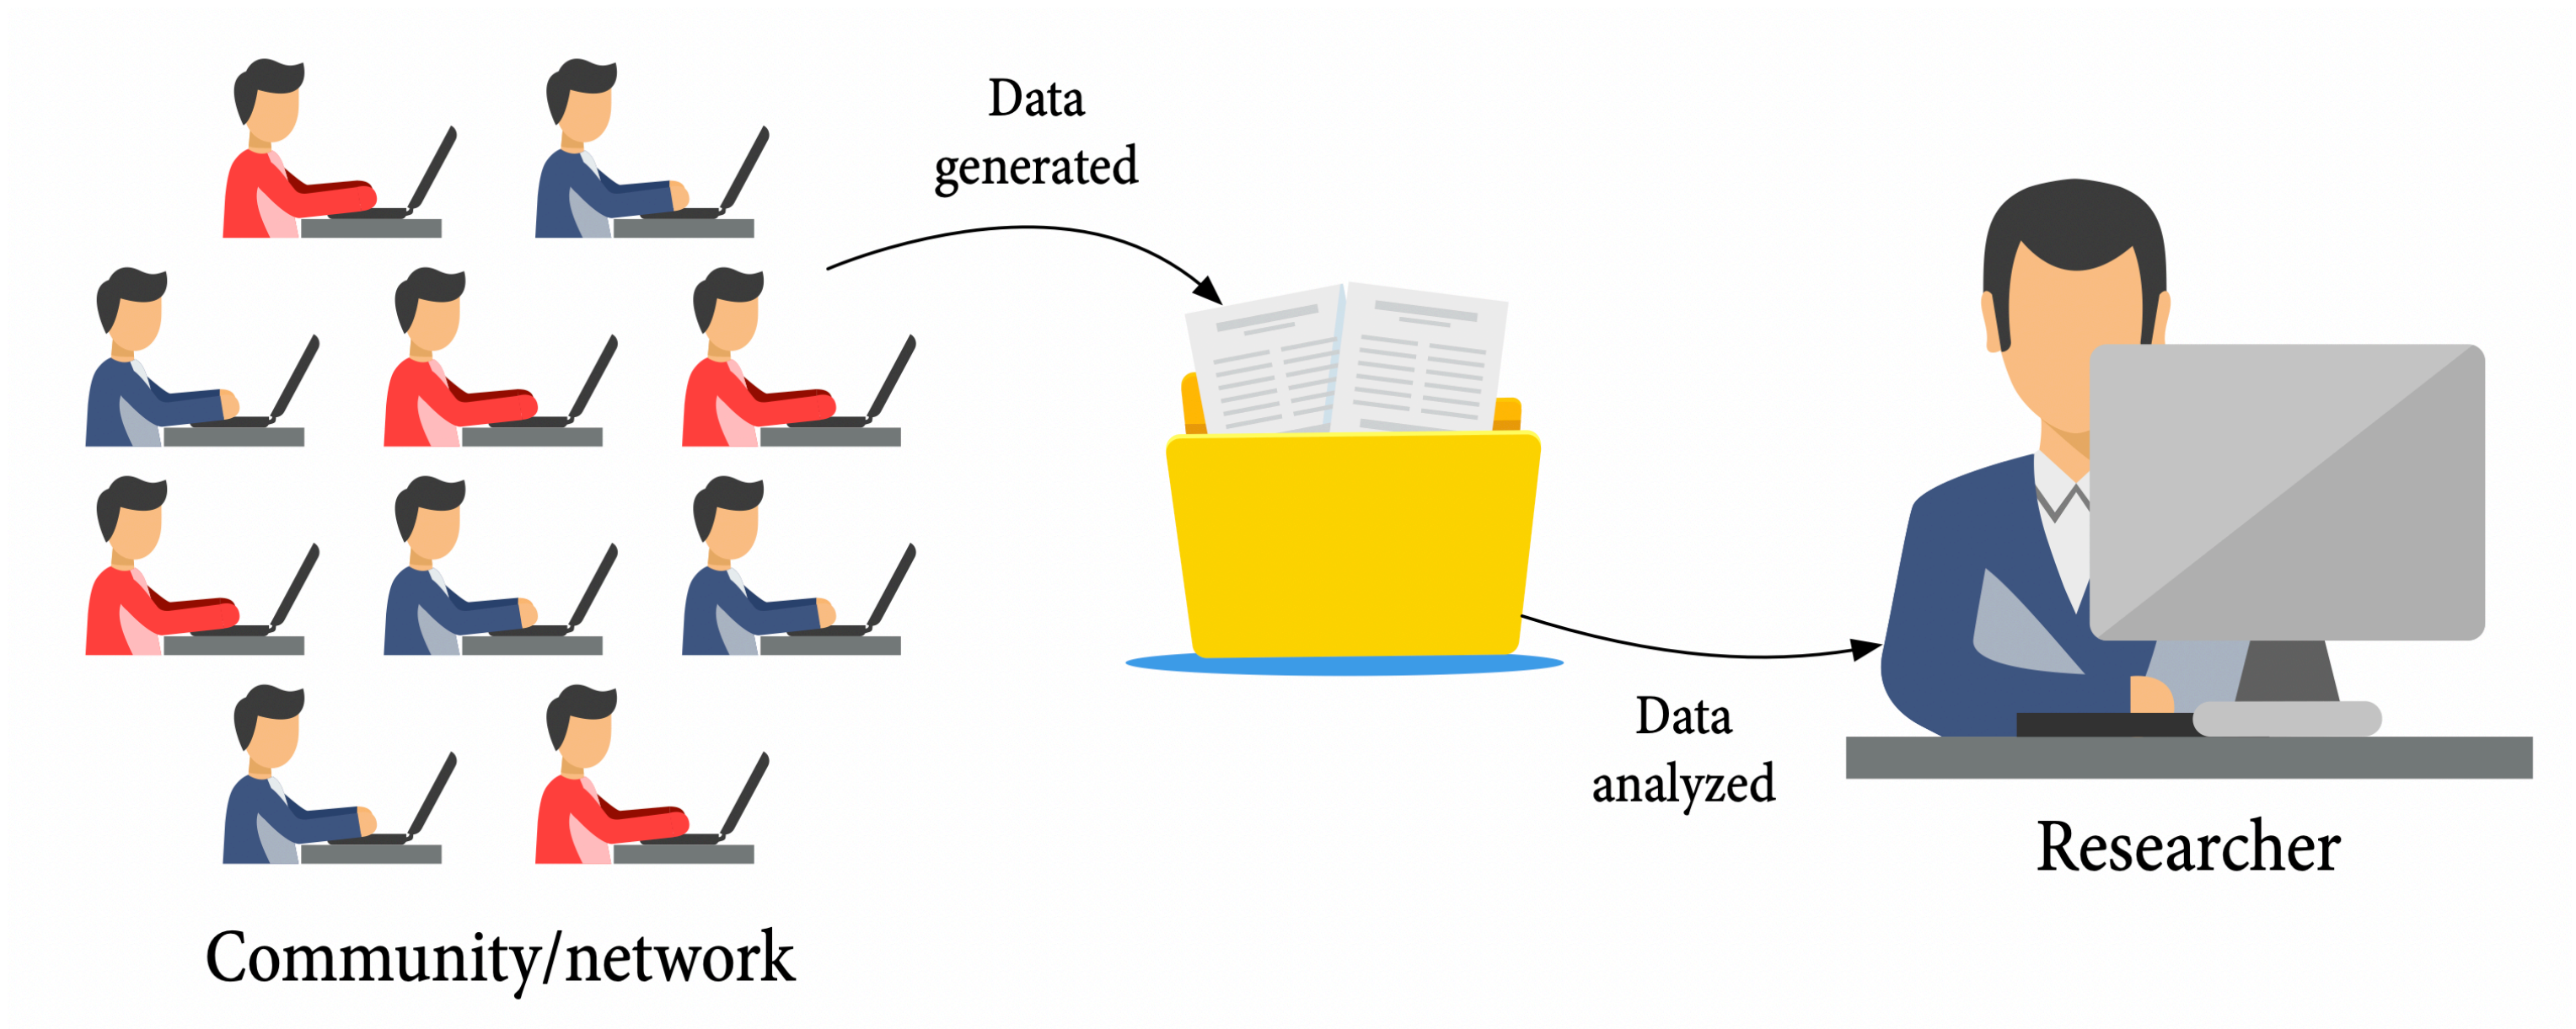 Data
generated
Data
analyzed
Researcher
Community/network